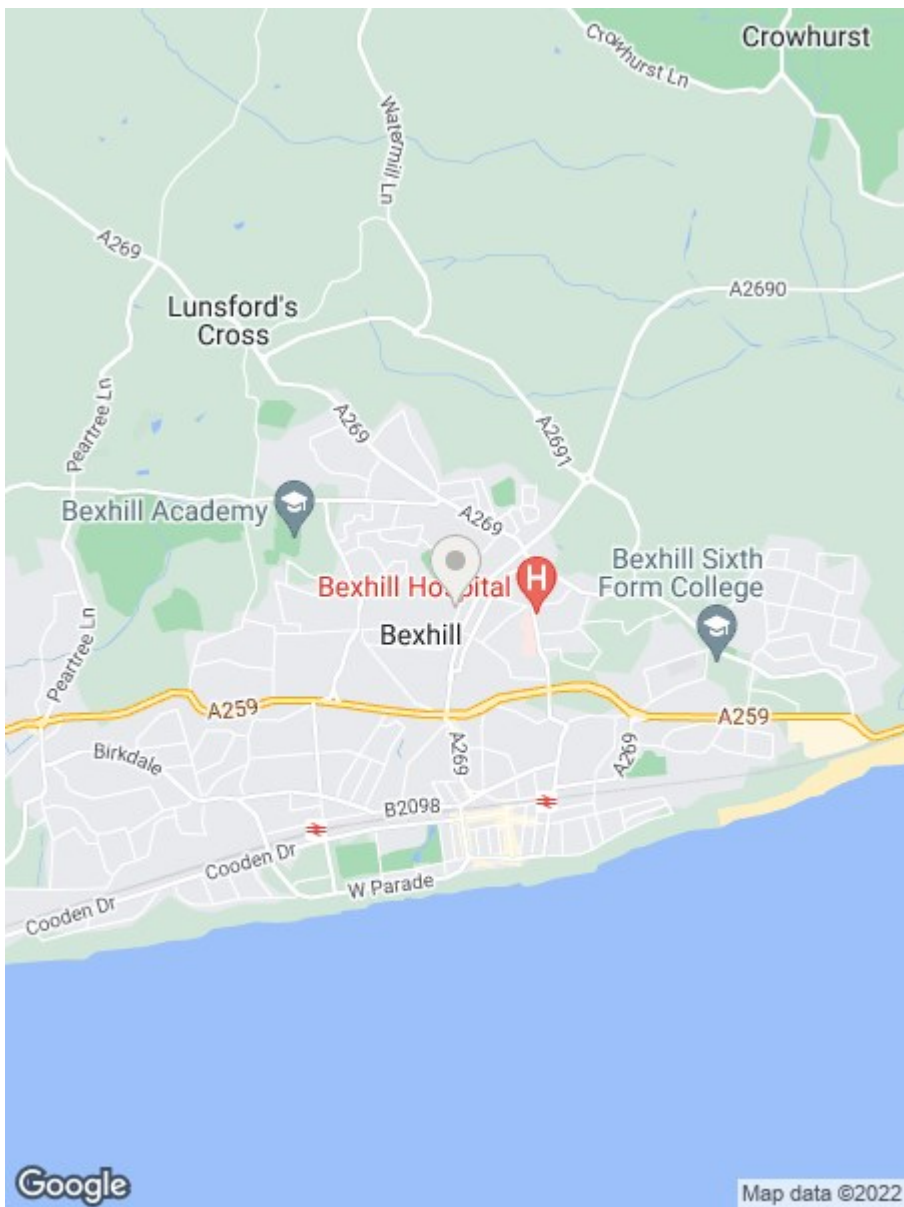 Crowhurst
Crowhurst Ln
Watermill Ln
A269
A2690
Lunsford's
Cross
Peartree Ln
A269
A2691
Bexhill Academy
A269
Bexhill Hospital
H
Bexhill Sixth
Form College
Bexhill
Peartree Ln
A259
A259
Birkdale
A269
A269
B2098
Cooden Dr
W Parade
Cooden Dr
Google
Map data ©2022